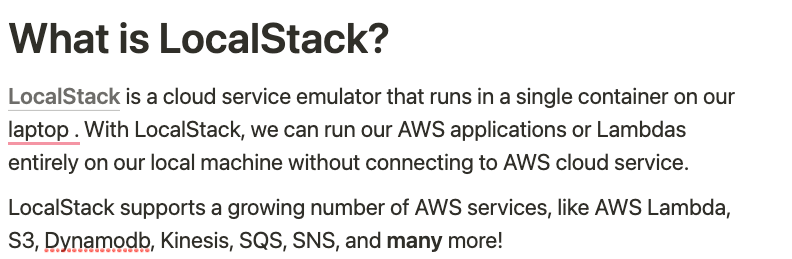 What is LocalStack?
LocalStack is a cloud service emulator that runs in a single container on our
laptop . With LocalStack, we can run our AWS applications or Lambdas
entirely on our local machine without connecting to AWS cloud service.
LocalStack supports a growing number of AWS services, like AWS Lambda,
S3, Dynamodb, Kinesis, SQS, SNS, and many more!